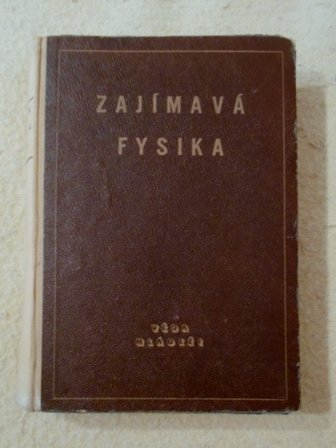 ZAJÍMAVÁ
FYSIKA
VĚDA
MLÁDEŽI